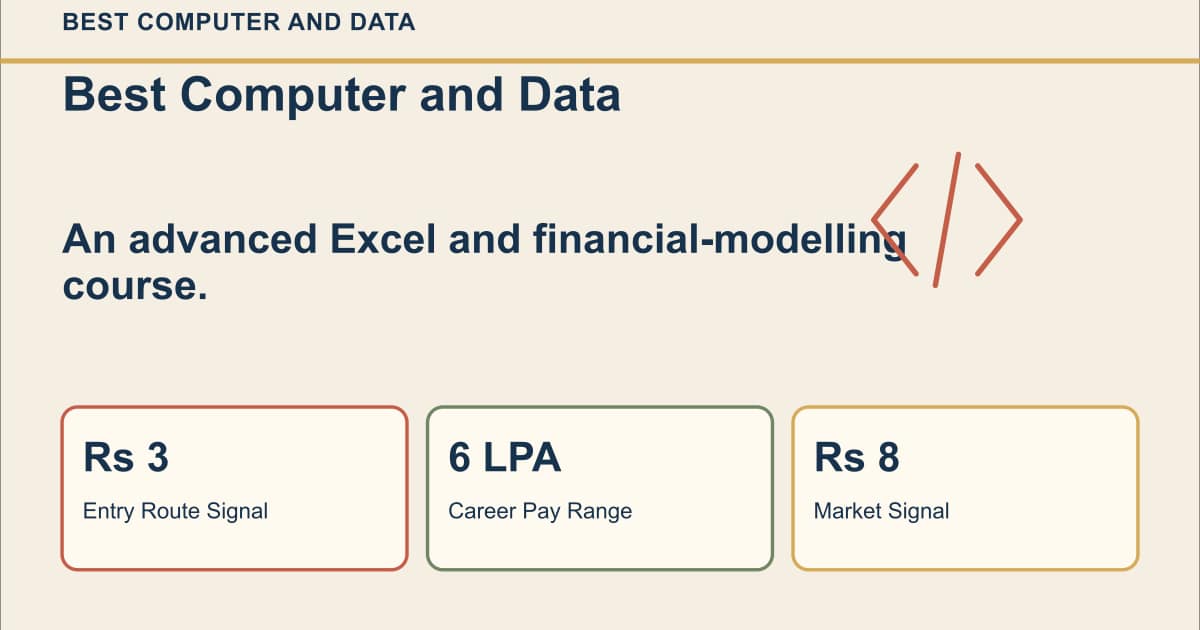 BEST COMPUTER AND DATA
Best Computer and Data
An advanced Excel and financial-modelling
course.
Rs 3
Entry Route Signal
6 LPA
Career Pay Range
Rs 8
Market Signal